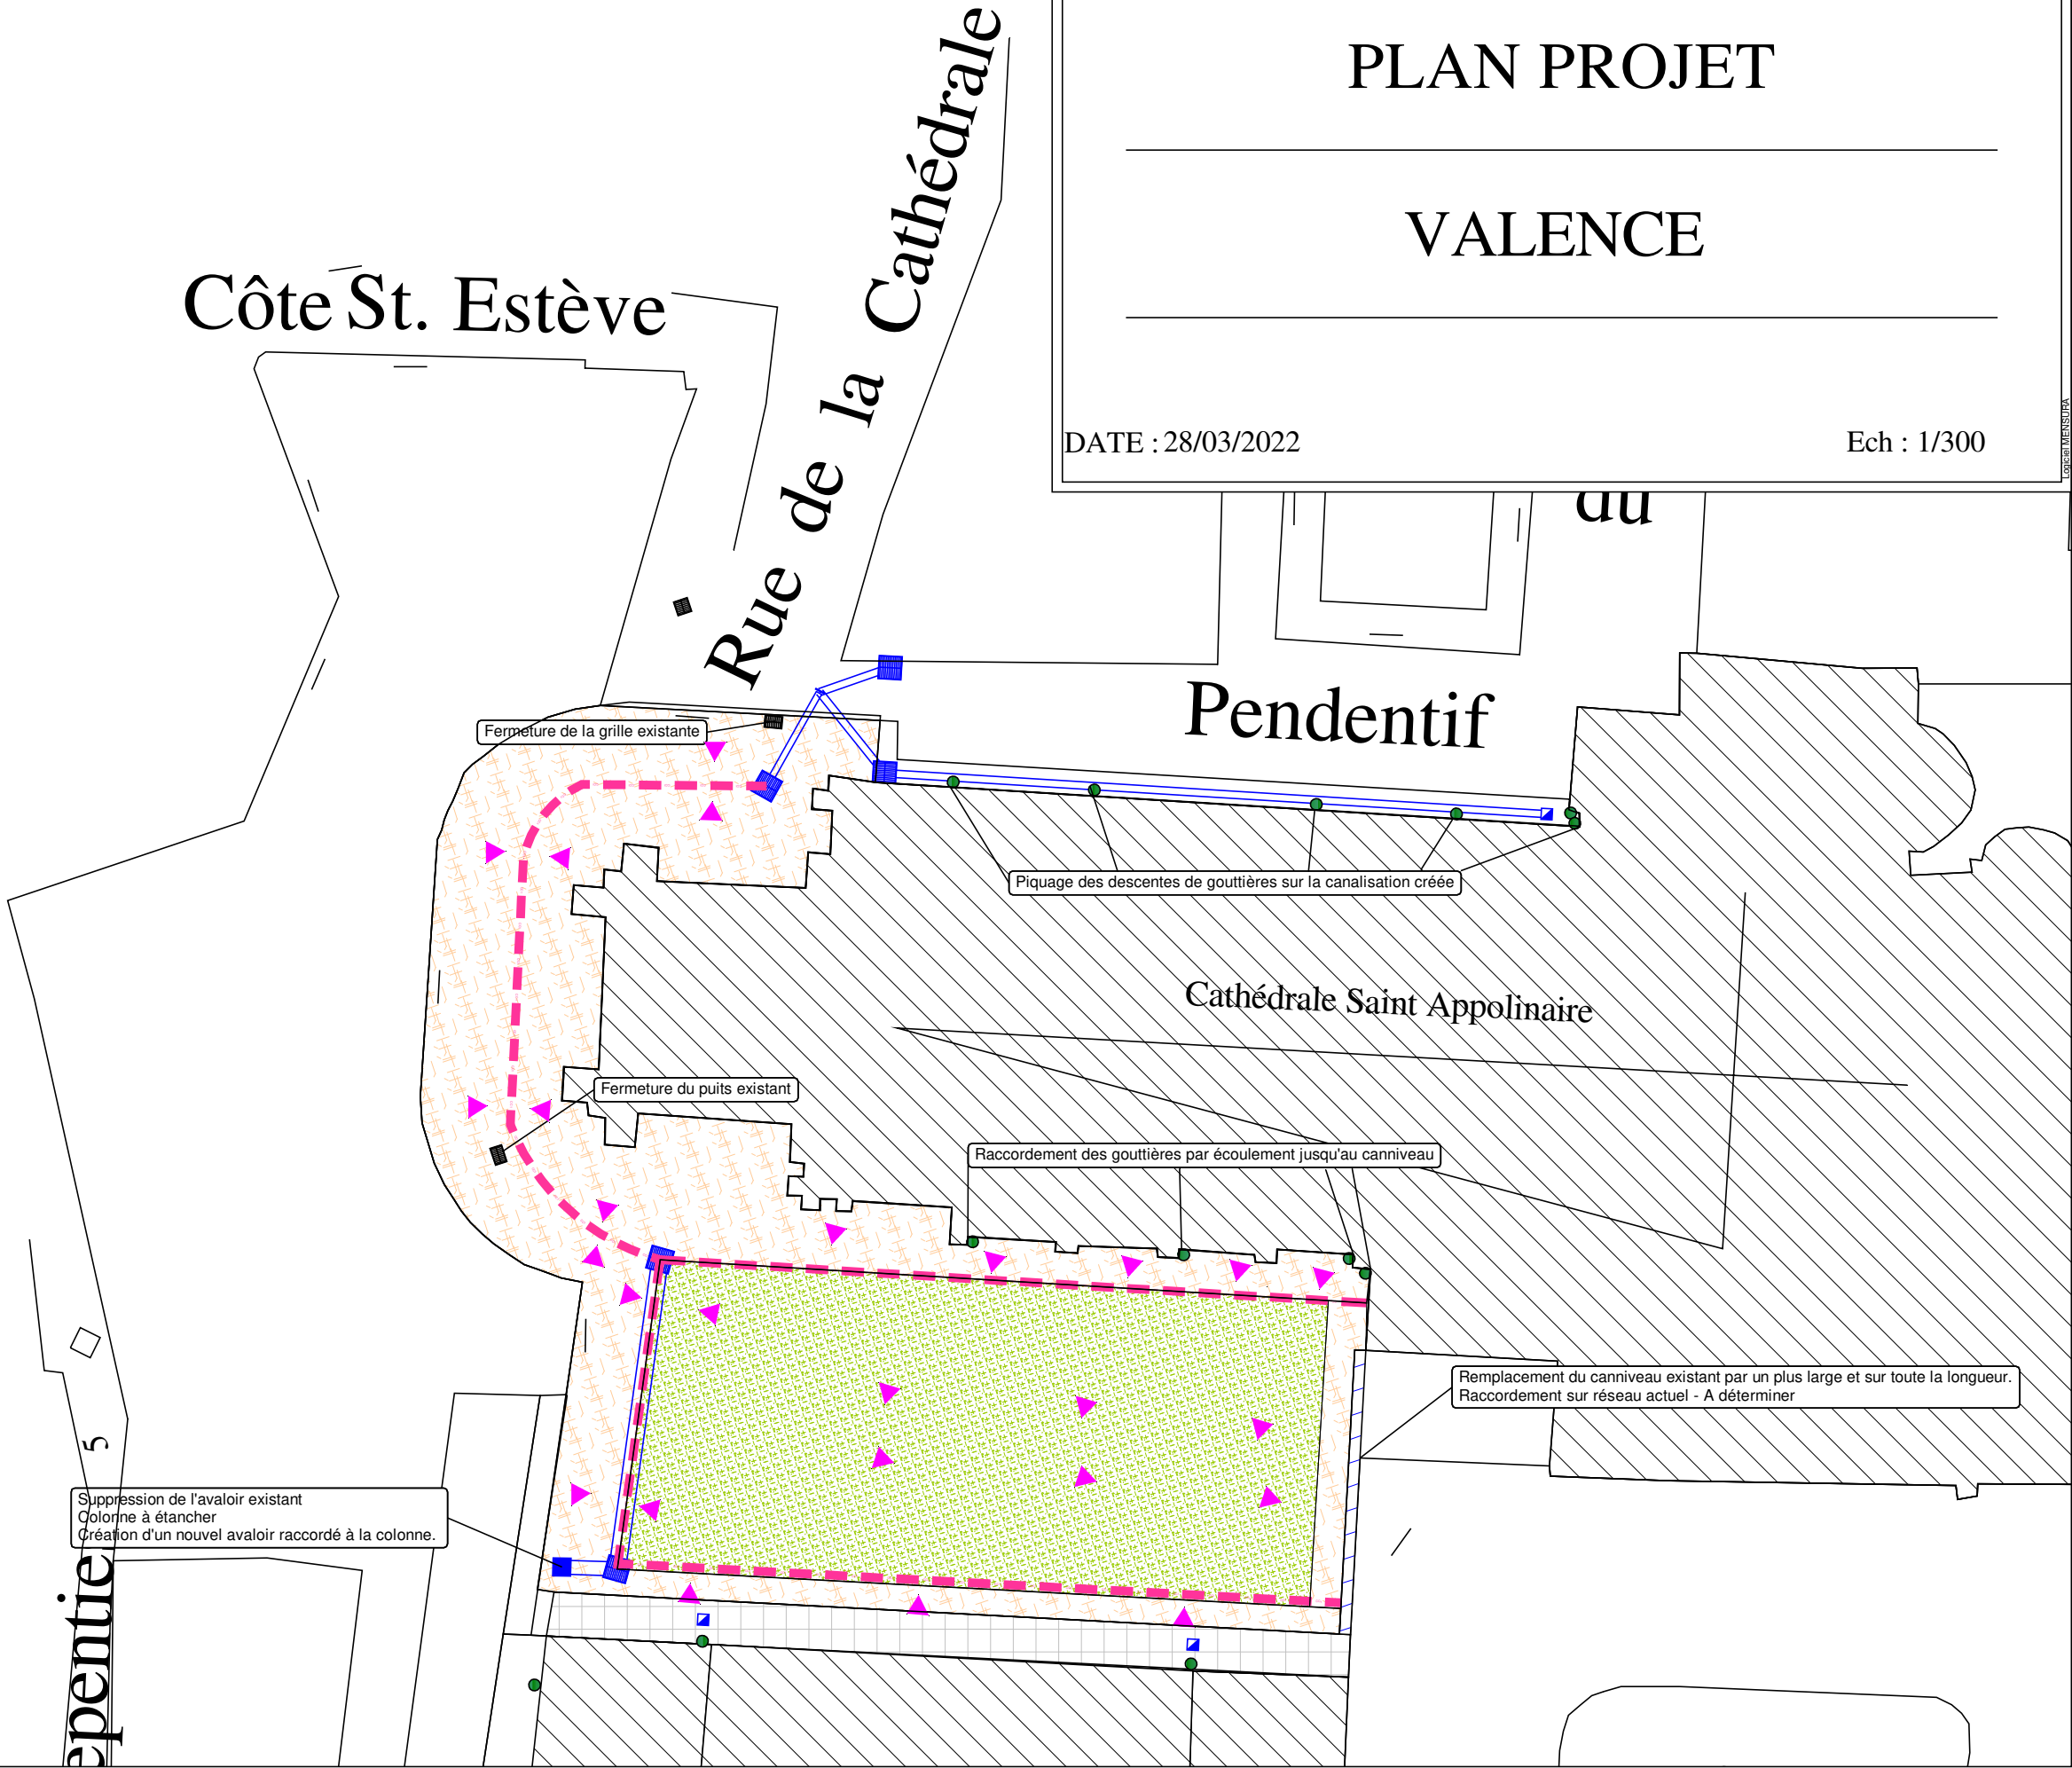 PLAN PROJET
VALENCE
DATE : 28/03/2022
Ech : 1/300
Logiciel MENSURA
Côte St. Estève
Rue de la Cathédrale
du
Pendentif
Fermeture de la grille existante
Piquage des descentes de gouttières sur la canalisation créée
Cathédrale Saint Appolinaire
Fermeture du puits existant
Raccordement des gouttières par écoulement jusqu'au canniveau
Remplacement du canniveau existant par un plus large et sur toute la longueur.
Raccordement sur réseau actuel - A déterminer
5
Suppression de l'avaloir existant
Colonne à étancher
Création d'un nouvel avaloir raccordé à la colonne.
epentie